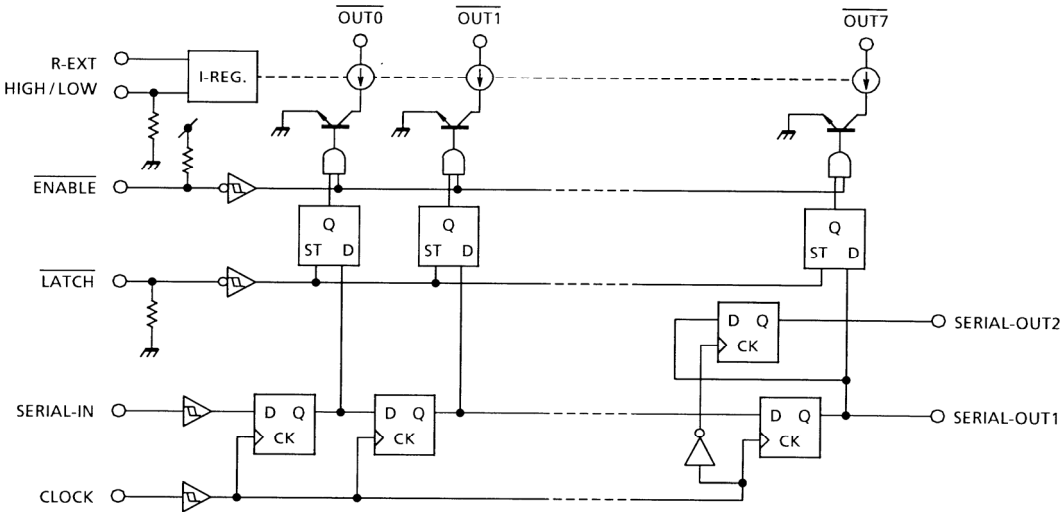 OUT0
OUT1
OUT7
R-EXT
I-REG.
HIGH/LOW
ENABLE
Q
ST D
Q
ST D
Q
ST D
LATCH
D Q
CK
SERIAL-OUT2
SERIAL-IN
D Q
CK
D Q
CK
D Q
CK
SERIAL-OUT1
CLOCK